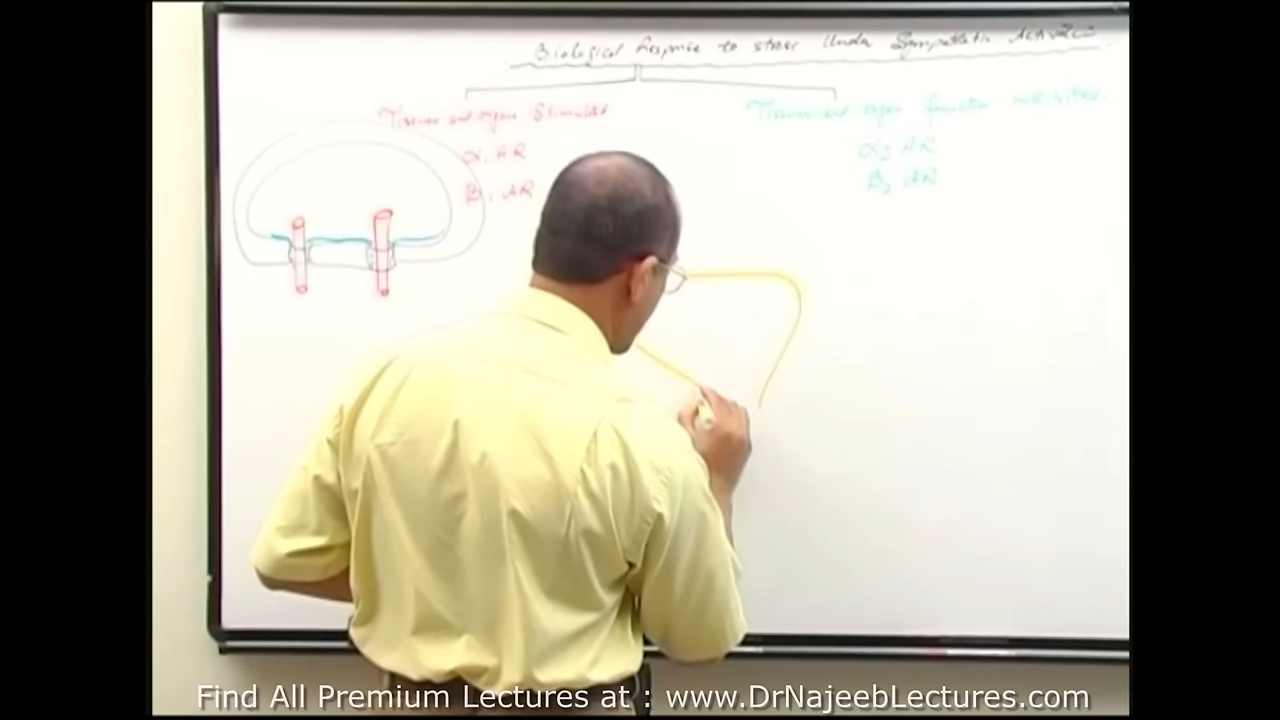 Biological Response to stress Under Sympathetic Activation
Tissues and organ Stimulated
Tissues and organ function inhibited
α₁ AR
α₂ AR
β₁ AR
β₂ AR
Find All Premium Lectures at : www.DrNajeebLectures.com